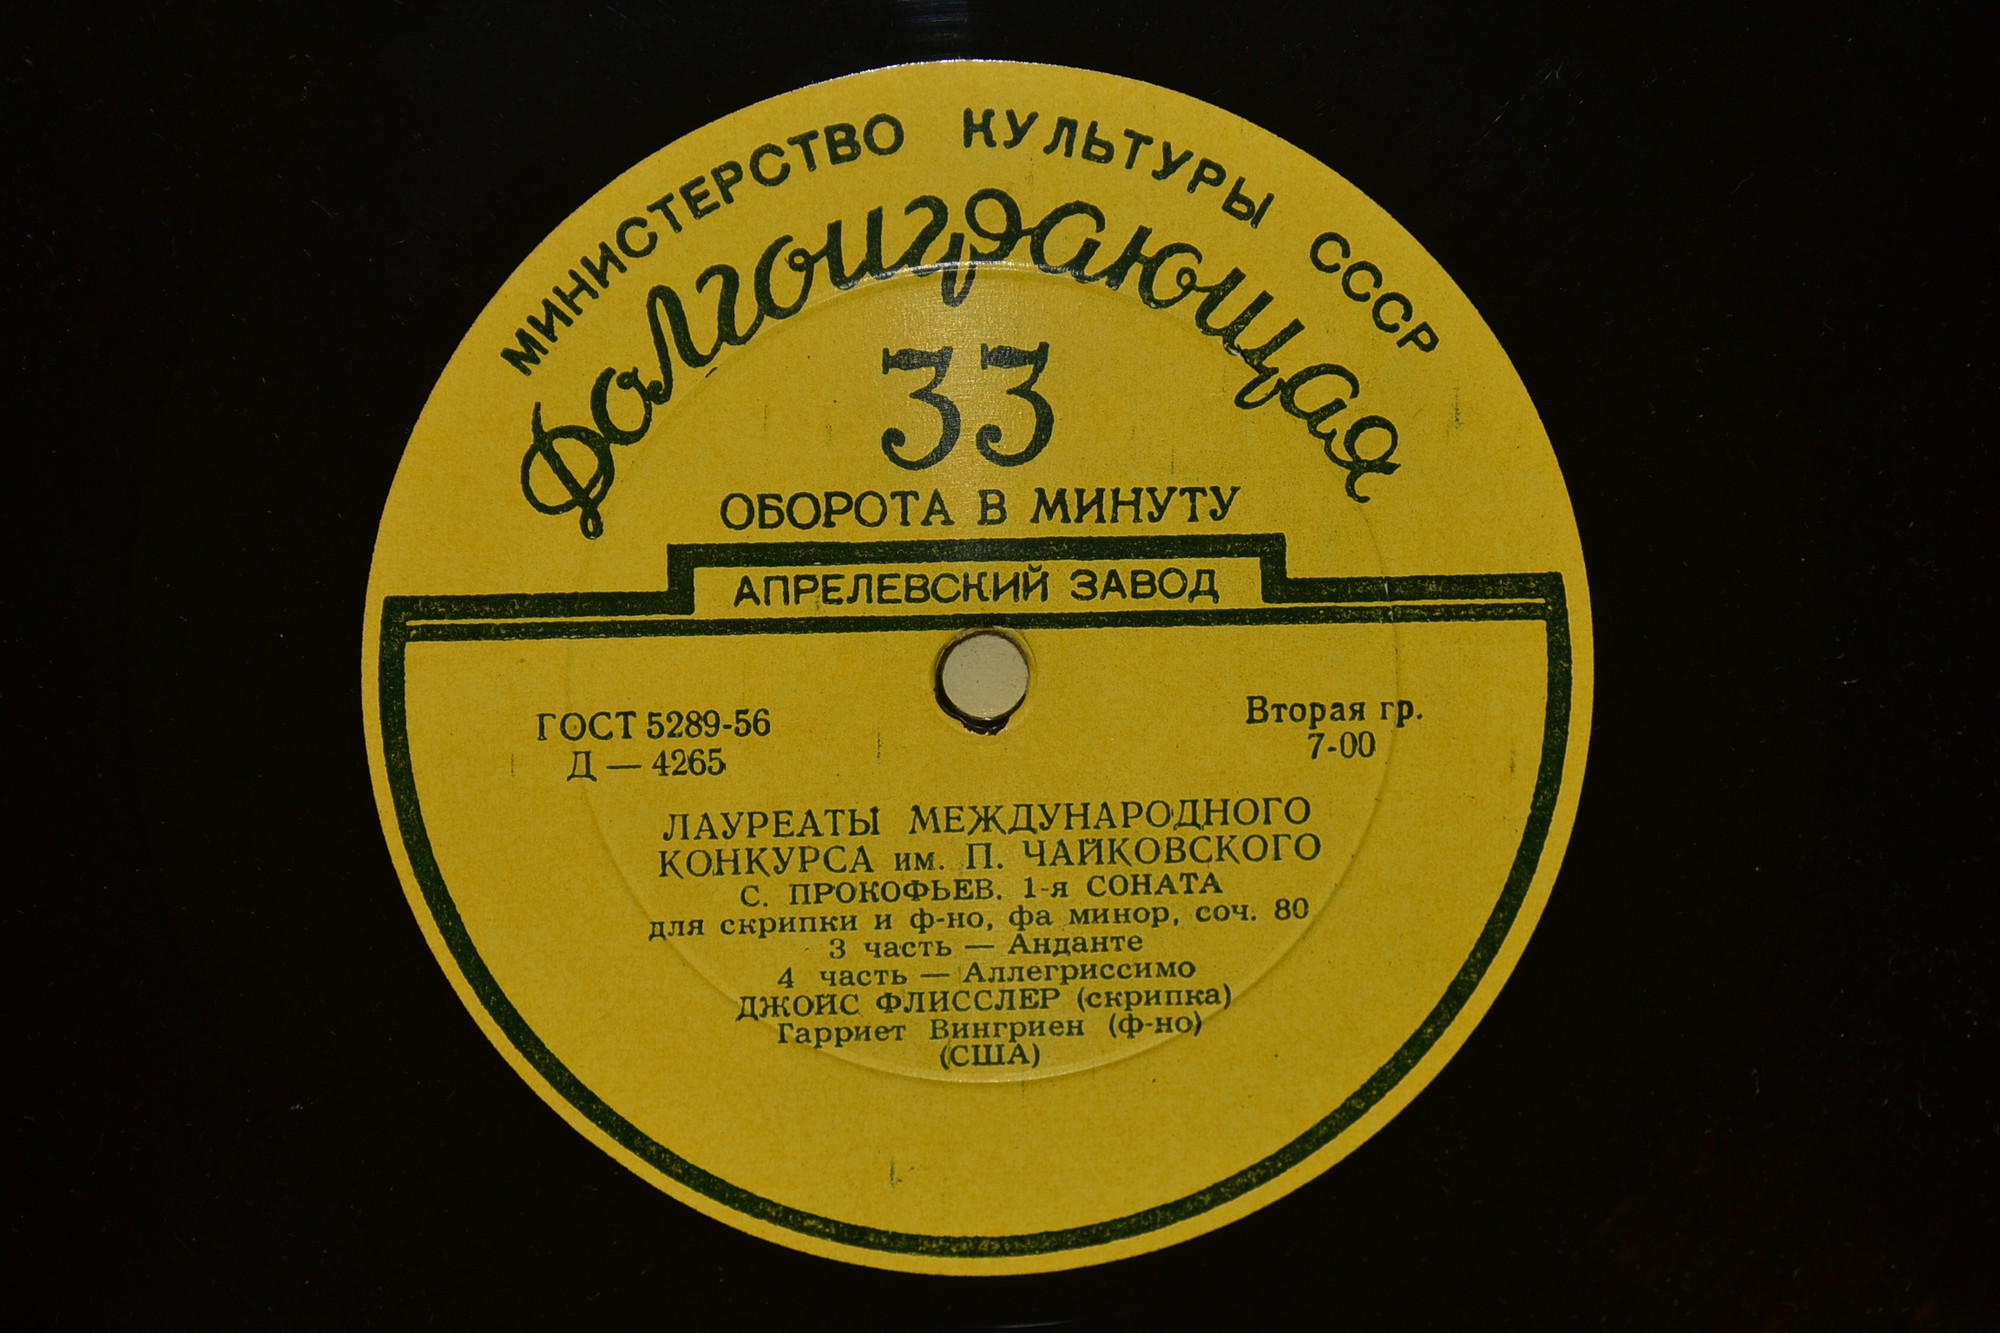 МИНИСТЕРСТВО КУЛЬТУРЫ СССР
Долгоиграющая
33
ОБОРОТА В МИНУТУ
АПРЕЛЕВСКИЙ ЗАВОД
ГОСТ 5289-56
Д — 4265
Вторая гр.
7-00
ЛАУРЕАТЫ МЕЖДУНАРОДНОГО
КОНКУРСА им. П. ЧАЙКОВСКОГО
С. ПРОКОФЬЕВ. 1-я СОНАТА
для скрипки и ф-но, фа минор, соч. 80
3 часть — Анданте
4 часть — Аллегриссимо
ДЖОЙС ФЛИССЛЕР (скрипка)
Гарриет Вингриен (ф-но)
(США)